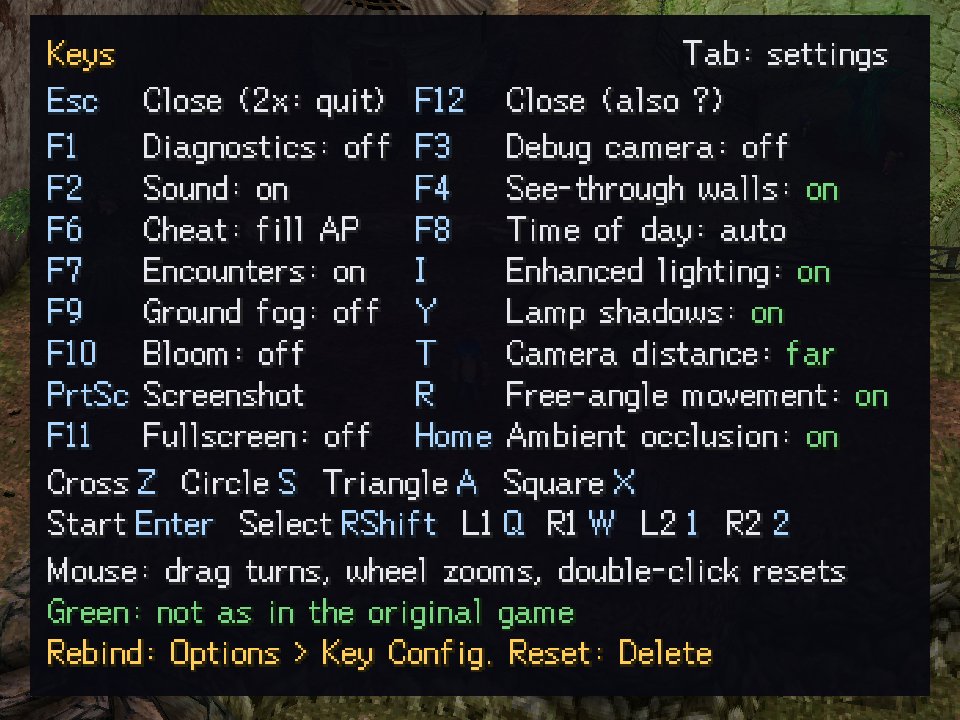 Keys Tab: settings
Esc Close (2x: quit) F12 Close (also ?)
F1 Diagnostics: off F3 Debug camera: off
F2 Sound: on F4 See-through walls: on
F6 Cheat: fill AP F8 Time of day: auto
F7 Encounters: on I Enhanced lighting: on
F9 Ground fog: off Y Lamp shadows: on
F10 Bloom: off T Camera distance: far
PrtSc Screenshot R Free-angle movement: on
F11 Fullscreen: off Home Ambient occlusion: on
Cross Z Circle S Triangle A Square X
Start Enter Select RShift L1 Q R1 W L2 1 R2 2
Mouse: drag turns, wheel zooms, double-click resets
Green: not as in the original game
Rebind: Options > Key Config. Reset: Delete